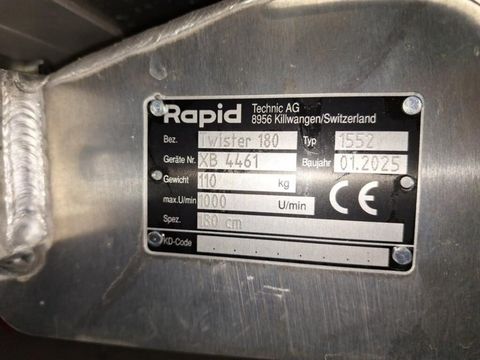 Rapid Technic AG
8956 Killwangen/Switzerland
Bez. Twister 180 Typ 1552
Geräte Nr. XB 4461 Baujahr 01.2025
Gewicht 110 kg
max.U/min 1000 U/min CE
Spez. 180 cm
KD-Code